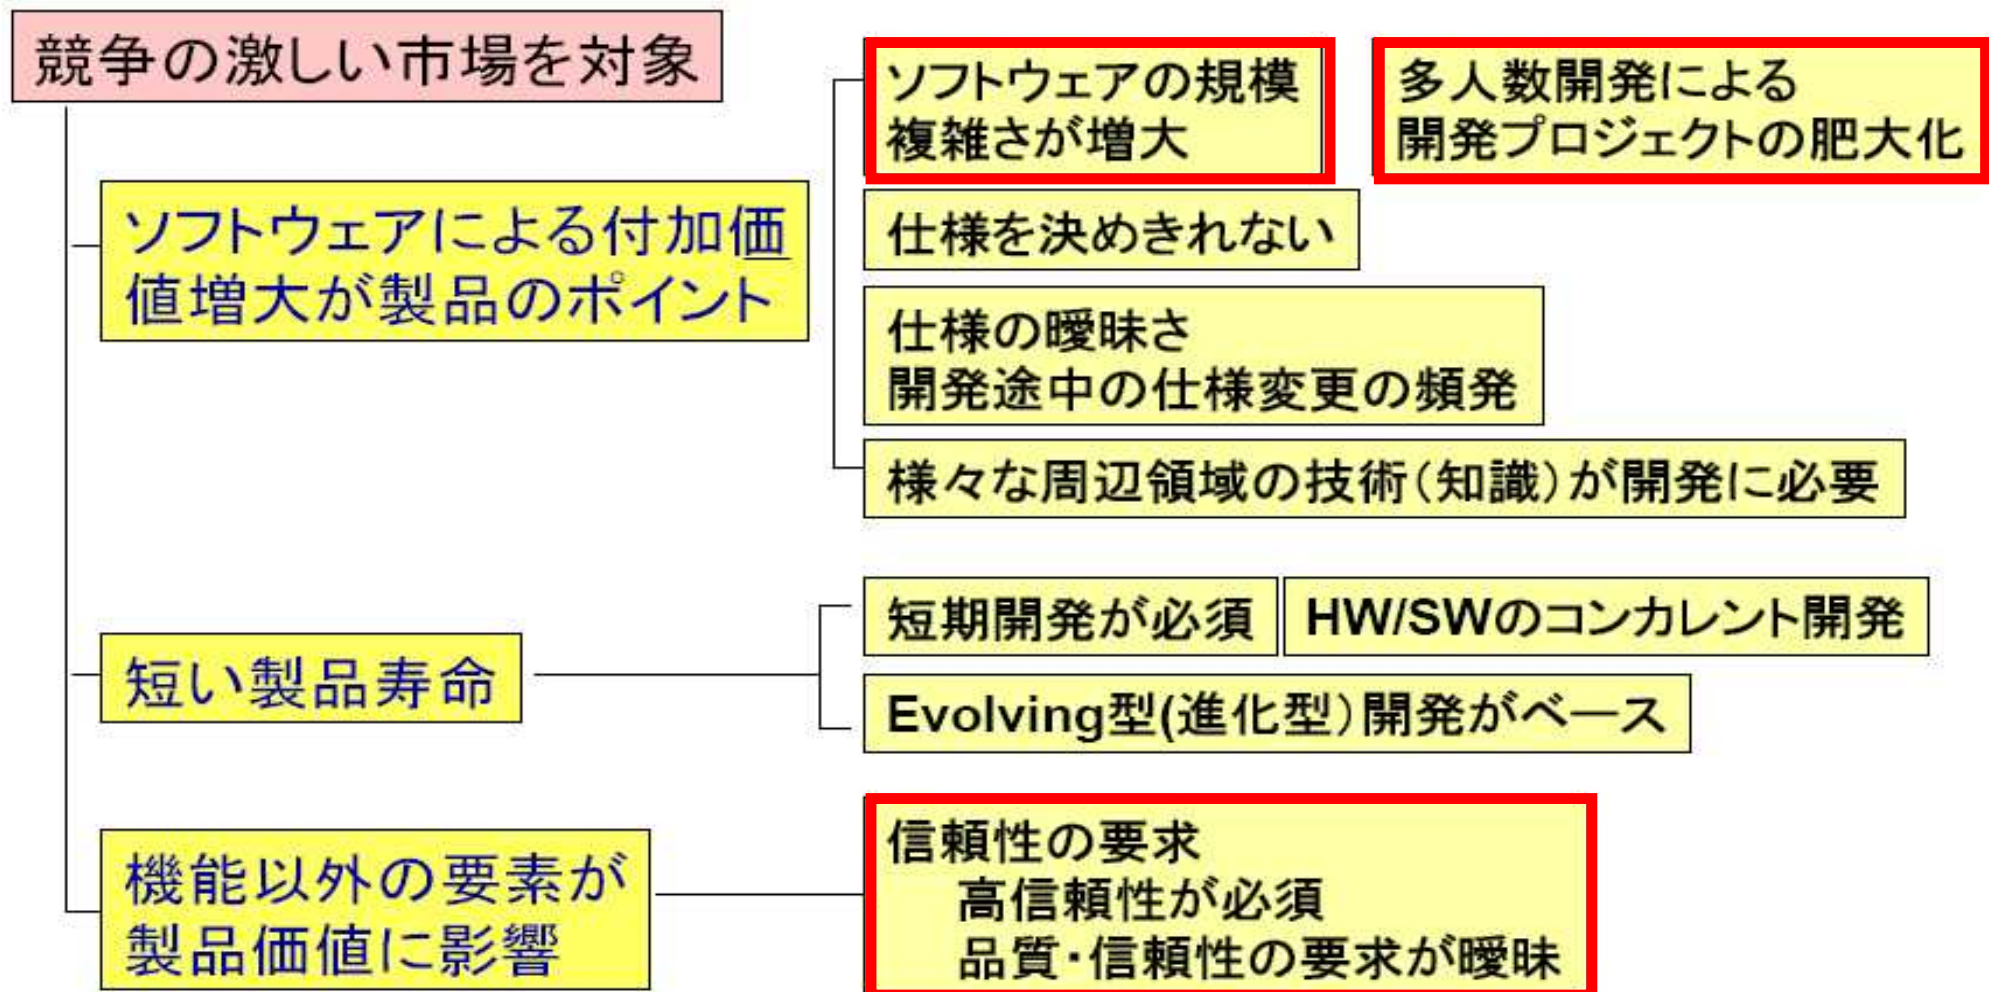 競争の激しい市場を対象
ソフトウェアによる付加価
値増大が製品のポイント
ソフトウェアの規模
複雑さが増大
多人数開発による
開発プロジェクトの肥大化
仕様を決めきれない
仕様の曖昧さ
開発途中の仕様変更の頻発
様々な周辺領域の技術(知識)が開発に必要
短い製品寿命
短期開発が必須
HW/SWのコンカレント開発
Evolving型(進化型)開発がベース
機能以外の要素が
製品価値に影響
信頼性の要求
高信頼性が必須
品質・信頼性の要求が曖昧